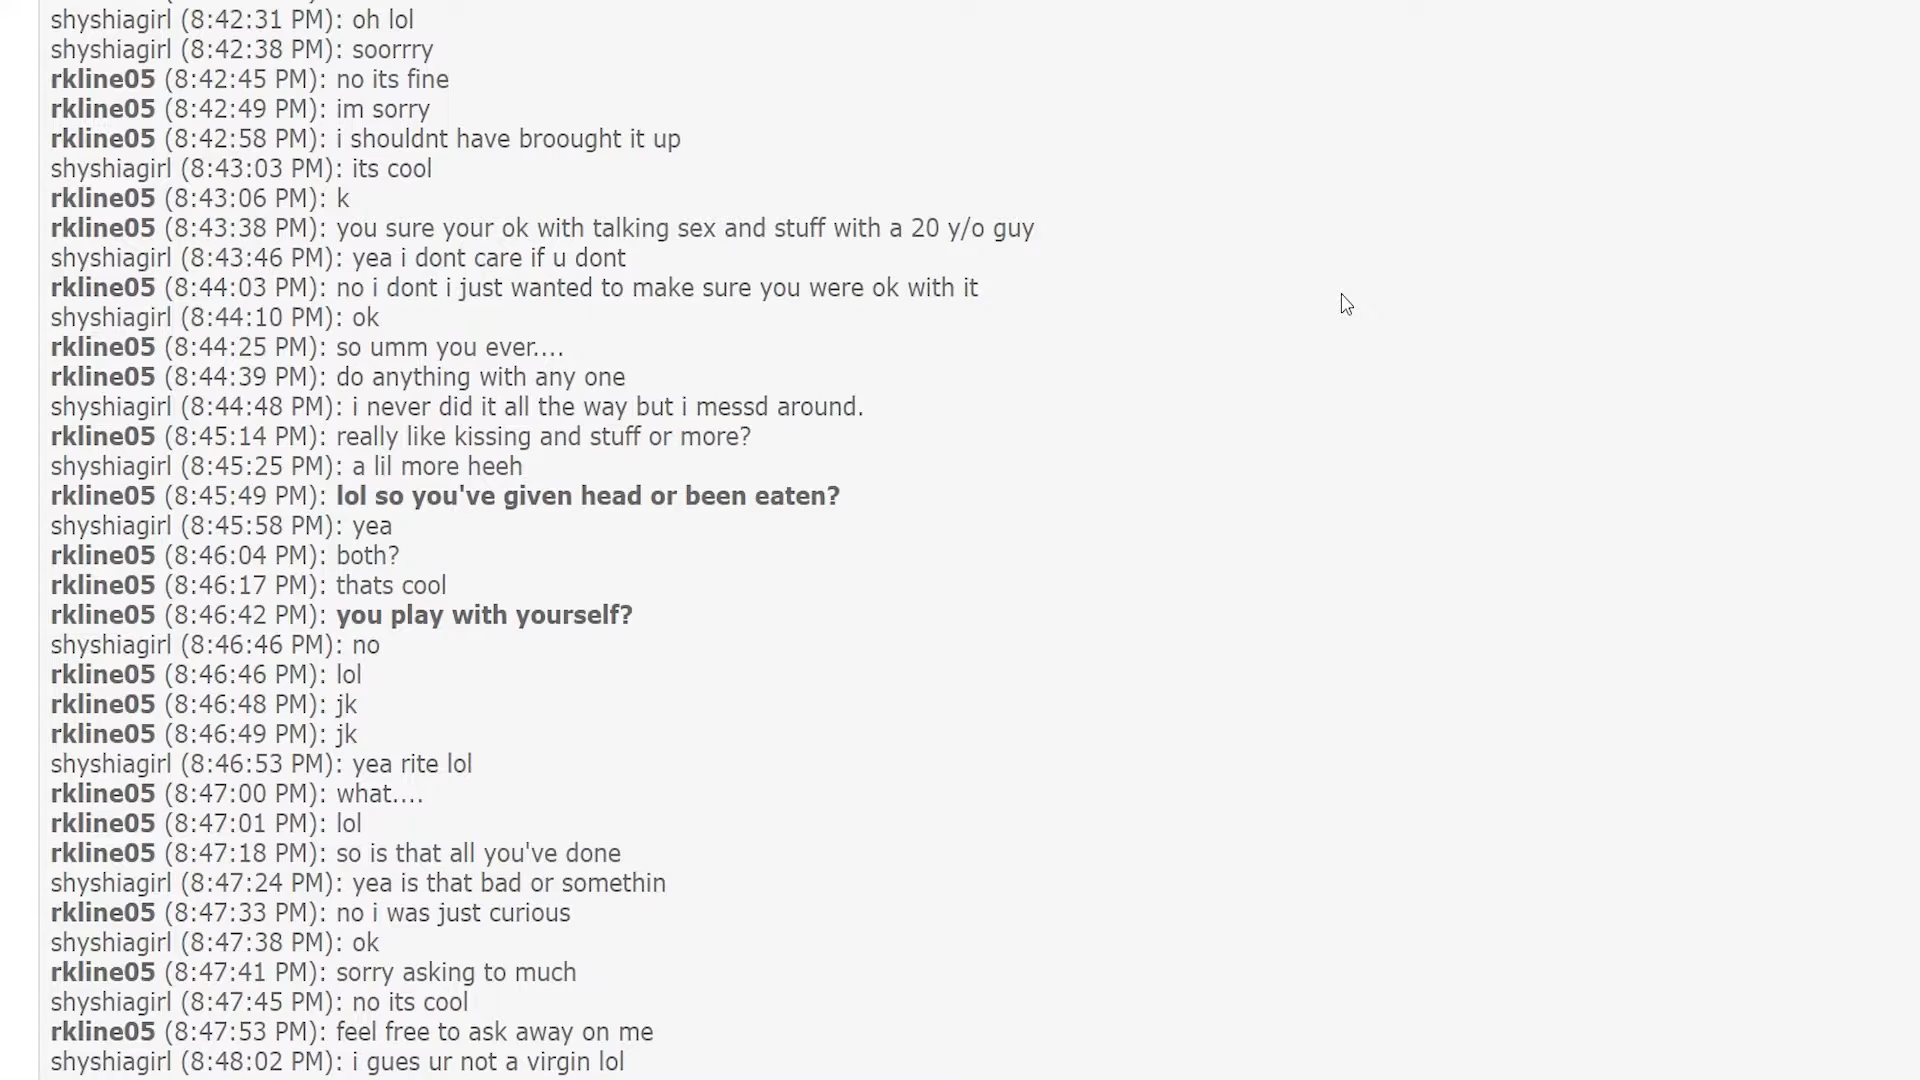 shyshiagirl (8:42:31 PM): oh lol
shyshiagirl (8:42:38 PM): soorrry
rkline05 (8:42:45 PM): no its fine
rkline05 (8:42:49 PM): im sorry
rkline05 (8:42:58 PM): i shouldnt have broought it up
shyshiagirl (8:43:03 PM): its cool
rkline05 (8:43:06 PM): k
rkline05 (8:43:38 PM): you sure your ok with talking sex and stuff with a 20 y/o guy
shyshiagirl (8:43:46 PM): yea i dont care if u dont
rkline05 (8:44:03 PM): no i dont i just wanted to make sure you were ok with it
shyshiagirl (8:44:10 PM): ok
rkline05 (8:44:25 PM): so umm you ever....
rkline05 (8:44:39 PM): do anything with any one
shyshiagirl (8:44:48 PM): i never did it all the way but i messd around.
rkline05 (8:45:14 PM): really like kissing and stuff or more?
shyshiagirl (8:45:25 PM): a lil more heeh
rkline05 (8:45:49 PM): lol so you've given head or been eaten?
shyshiagirl (8:45:58 PM): yea
rkline05 (8:46:04 PM): both?
rkline05 (8:46:17 PM): thats cool
rkline05 (8:46:42 PM): you play with yourself?
shyshiagirl (8:46:46 PM): no
rkline05 (8:46:46 PM): lol
rkline05 (8:46:48 PM): jk
rkline05 (8:46:49 PM): jk
shyshiagirl (8:46:53 PM): yea rite lol
rkline05 (8:47:00 PM): what....
rkline05 (8:47:01 PM): lol
rkline05 (8:47:18 PM): so is that all you've done
shyshiagirl (8:47:24 PM): yea is that bad or somethin
rkline05 (8:47:33 PM): no i was just curious
shyshiagirl (8:47:38 PM): ok
rkline05 (8:47:41 PM): sorry asking to much
shyshiagirl (8:47:45 PM): no its cool
rkline05 (8:47:53 PM): feel free to ask away on me
shyshiagirl (8:48:02 PM): i gues ur not a virgin lol